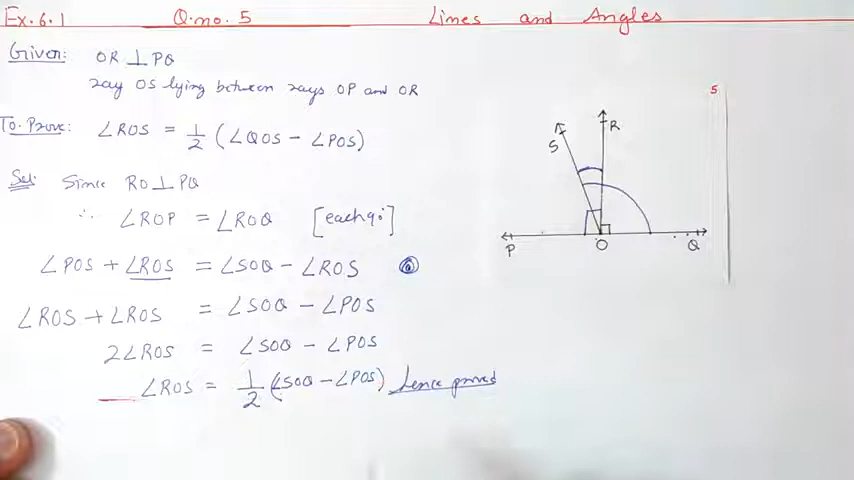 Ex. 6.1 Q. no. 5 Lines and Angles
Given: OR ⊥ PQ
ray OS lying between rays OP and OR
To Prove: ∠ROS = 1/2 (∠QOS − ∠POS)
Sol: Since RO ⊥ PQ
∴ ∠ROP = ∠ROQ [each 90°]
∠POS + ∠ROS = ∠SOQ − ∠ROS
∠ROS + ∠ROS = ∠SOQ − ∠POS
2∠ROS = ∠SOQ − ∠POS
∠ROS = 1/2 (∠SOQ − ∠POS) Hence proved
5
S R
P O Q